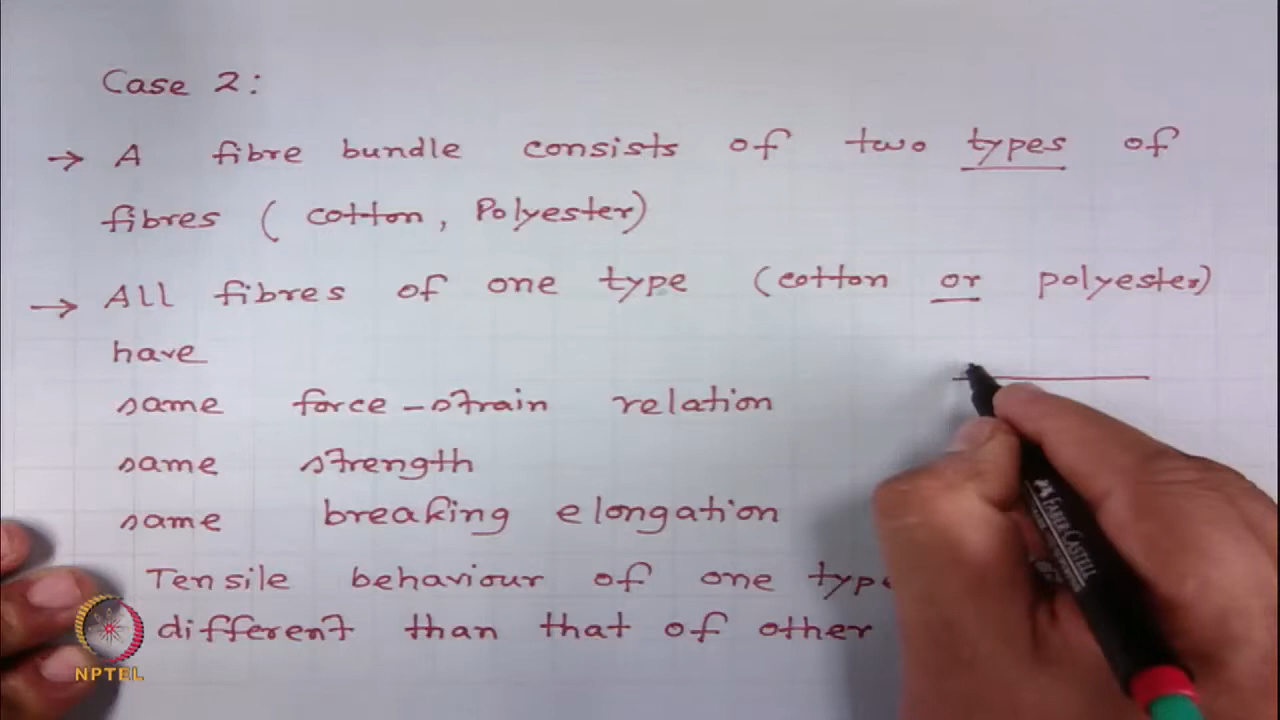 Case 2:
→ A fibre bundle consists of two types of
fibres ( cotton, Polyester)
→ All fibres of one type (cotton or polyester)
have
same force-strain relation
same strength
same breaking elongation
Tensile behaviour of one type
different than that of other
FABER CASTELL
NPTEL